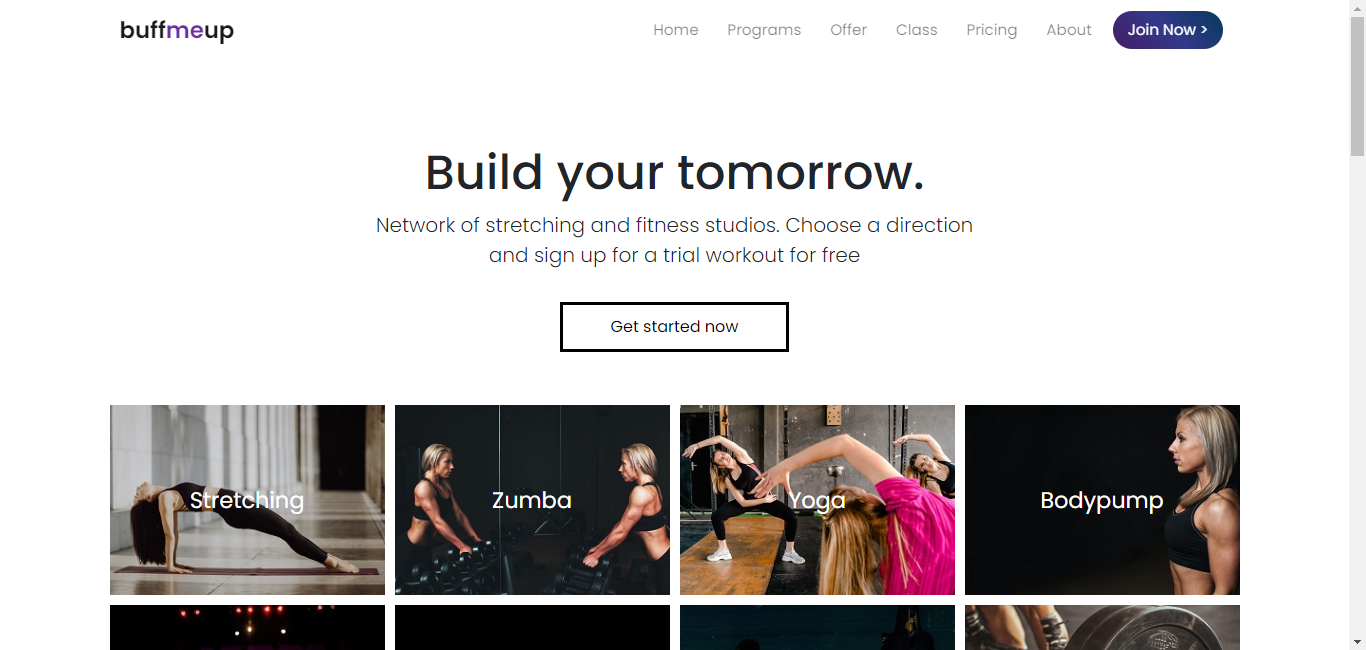 buffmeup
Home Programs Offer Class Pricing About Join Now >
Build your tomorrow.
Network of stretching and fitness studios. Choose a direction
and sign up for a trial workout for free
Get started now
Stretching Zumba Yoga Bodypump